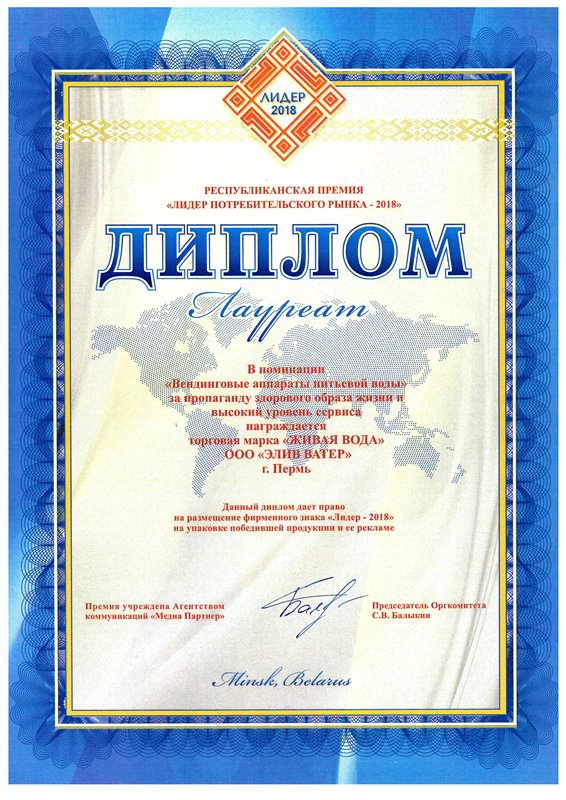 ЛИДЕР
2018
РЕСПУБЛИКАНСКАЯ ПРЕМИЯ
«ЛИДЕР ПОТРЕБИТЕЛЬСКОГО РЫНКА - 2018»
ДИПЛОМ
Лауреат
В номинации
«Вендинговые аппараты питьевой воды»
за пропаганду здорового образа жизни и
высокий уровень сервиса
награждается
торговая марка «ЖИВАЯ ВОДА»
ООО «ЭЛИВ ВАТЕР»
г. Пермь
Данный диплом дает право
на размещение фирменного знака «Лидер - 2018»
на упаковке победившей продукции и ее рекламе
Премия учреждена Агентством
коммуникаций «Медиа Партнер»
Председатель Оргкомитета
С.В. Балыкин
Minsk, Belarus